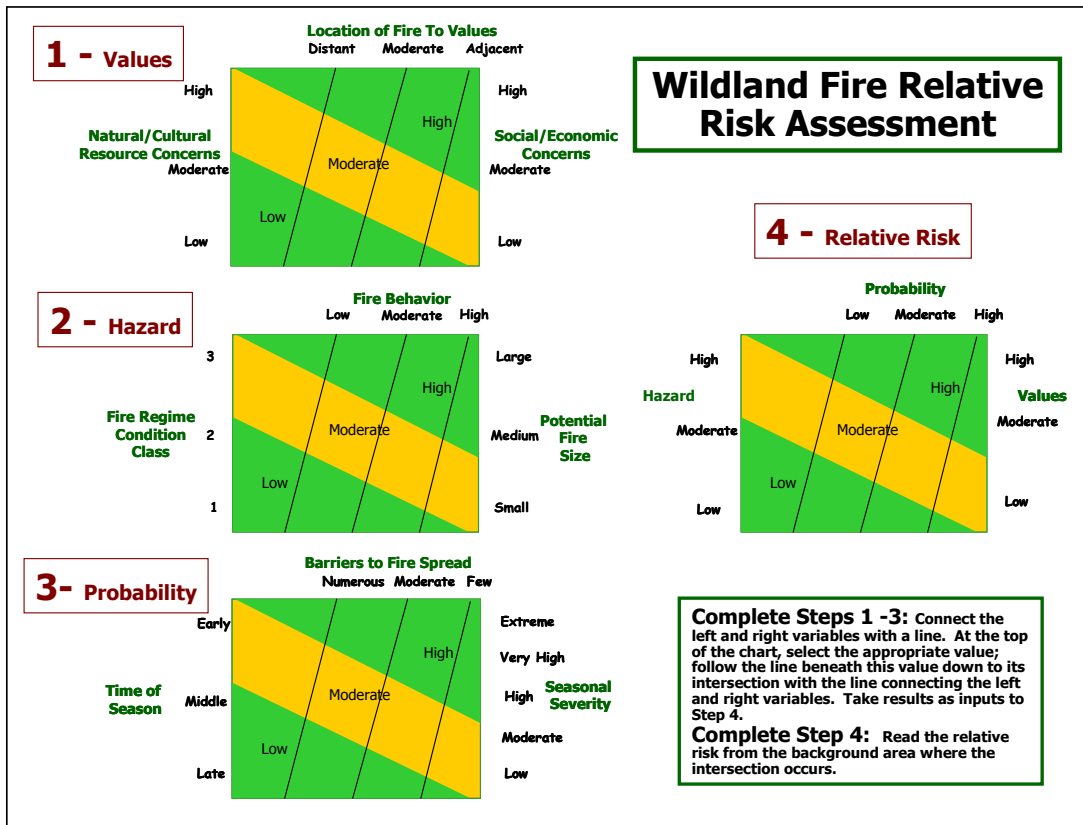 1 - Values
Location of Fire To Values
Distant Moderate Adjacent
High
Natural/Cultural
Resource Concerns
Moderate
Low
High
Moderate
Low
High
Social/Economic
Concerns
Moderate
Low
Wildland Fire Relative
Risk Assessment
2 - Hazard
Fire Behavior
Low Moderate High
3
Fire Regime
Condition
Class
2
1
High
Moderate
Low
Large
Medium
Potential
Fire
Size
Small
3- Probability
Barriers to Fire Spread
Numerous Moderate Few
Early
Time of
Season
Middle
Late
High
Moderate
Low
Extreme
Very High
High
Seasonal
Severity
Moderate
Low
4 - Relative Risk
Probability
Low Moderate High
High
Hazard
Moderate
Low
High
Moderate
Low
High
Values
Moderate
Low
Complete Steps 1 -3: Connect the
left and right variables with a line. At the top
of the chart, select the appropriate value;
follow the line beneath this value down to its
intersection with the line connecting the left
and right variables. Take results as inputs to
Step 4.
Complete Step 4: Read the relative
risk from the background area where the
intersection occurs.